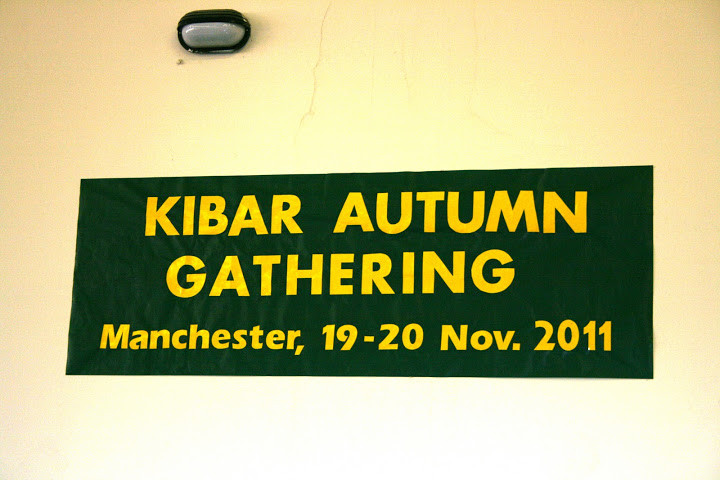 KIBAR AUTUMN
GATHERING
Manchester, 19-20 Nov. 2011